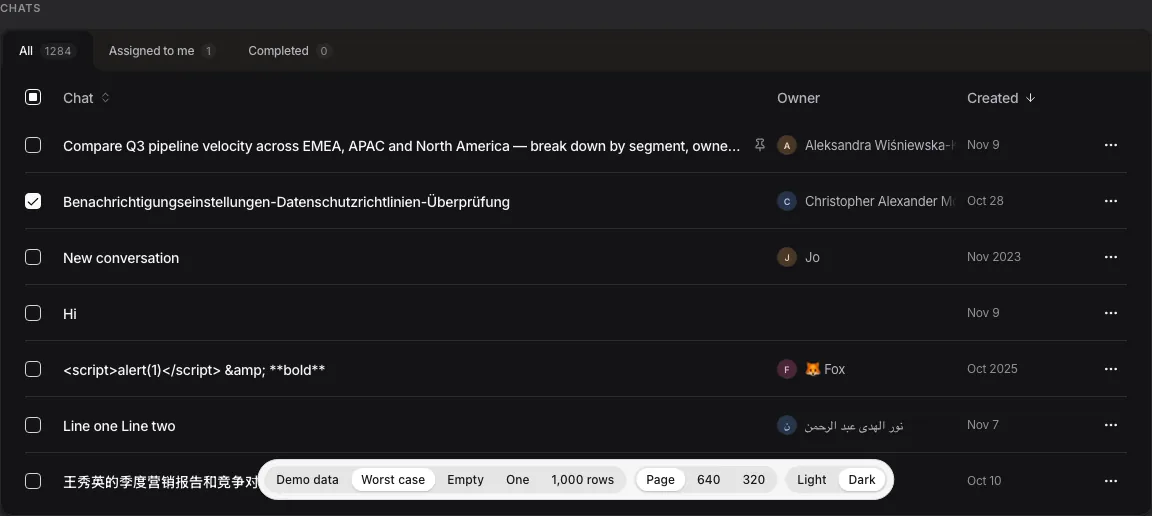 CHATS
All 1284 Assigned to me 1 Completed 0
Chat Owner Created
Compare Q3 pipeline velocity across EMEA, APAC and North America — break down by segment, owne... A Aleksandra Wiśniewska- Nov 9
Benachrichtigungseinstellungen-Datenschutzrichtlinien-Überprüfung C Christopher Alexander Oct 28
New conversation J Jo Nov 2023
Hi Nov 9
<script>alert(1)</script> &amp; **bold** F 🦊 Fox Oct 2025
Line one Line two ن نور الهدى عبد الرحمن Nov 7
王秀英的季度营销报告和竞争对 Oct 10
Demo data Worst case Empty One 1,000 rows Page 640 320 Light Dark